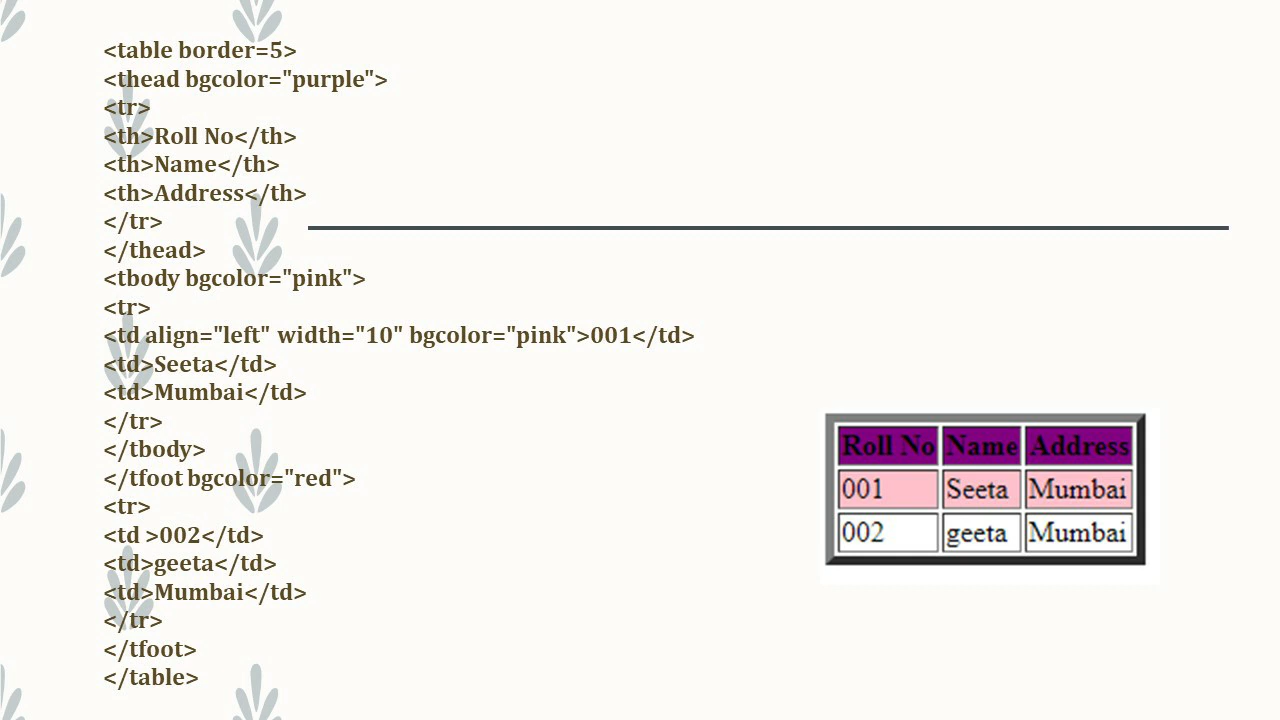 <table border=5>
<thead bgcolor="purple">
<tr>
<th>Roll No</th>
<th>Name</th>
<th>Address</th>
</tr>
</thead>
<tbody bgcolor="pink">
<tr>
<td align="left" width="10" bgcolor="pink">001</td>
<td>Seeta</td>
<td>Mumbai</td>
</tr>
</tbody>
</tfoot bgcolor="red">
<tr>
<td >002</td>
<td>geeta</td>
<td>Mumbai</td>
</tr>
</tfoot>
</table>
Roll No Name Address
001 Seeta Mumbai
002 geeta Mumbai